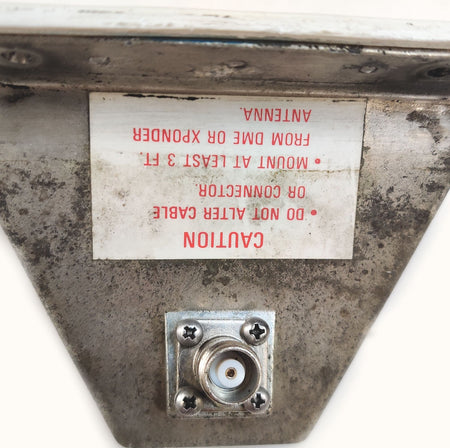 CAUTION
• DO NOT ALTER CABLE
OR CONNECTOR
• MOUNT AT LEAST 3 FT.
FROM DME OR XPONDER
ANTENNA.